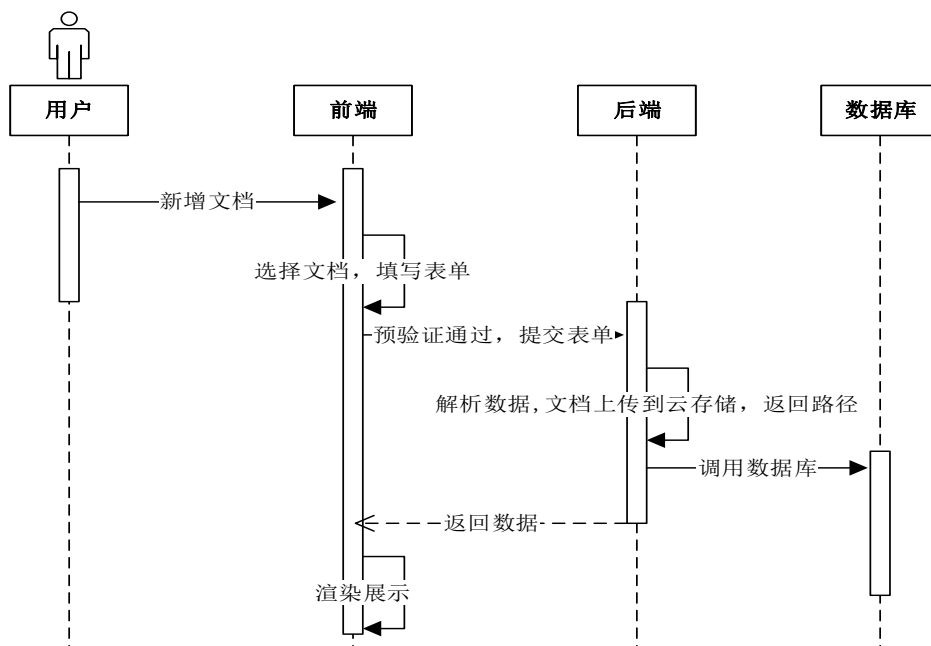 用户
前端
后端
数据库
新增文档
选择文档，填写表单
预验证通过，提交表单
解析数据,文档上传到云存储，返回路径
调用数据库
返回数据
渲染展示